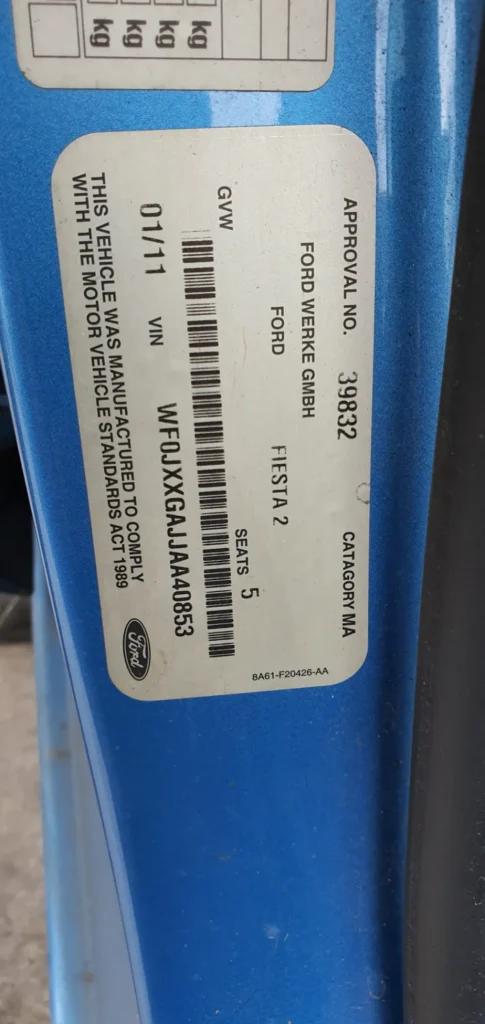 kg
kg
kg
kg
APPROVAL NO. 39832 CATAGORY MA
FORD WERKE GMBH
FORD FIESTA 2
SEATS 5
GVW
01/11 VIN WF0JXXGAJJAA40853
THIS VEHICLE WAS MANUFACTURED TO COMPLY
WITH THE MOTOR VEHICLE STANDARDS ACT 1989
Ford
8A61-F20426-AA